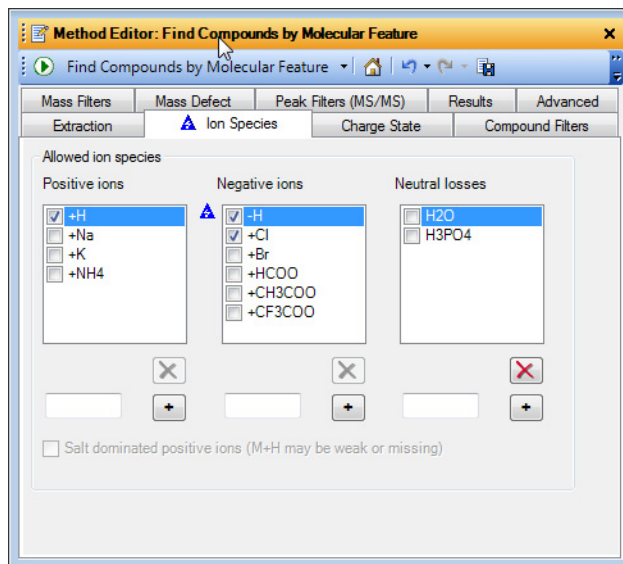 Method Editor: Find Compounds by Molecular Feature
Find Compounds by Molecular Feature
Mass Filters Mass Defect Peak Filters (MS/MS) Results Advanced
Extraction Ion Species Charge State Compound Filters
Allowed ion species
Positive ions Negative ions Neutral losses
+H -H H2O
+Na +Cl H3PO4
+K +Br
+NH4 +HCOO
+CH3COO
+CF3COO
Salt dominated positive ions (M+H may be weak or missing)